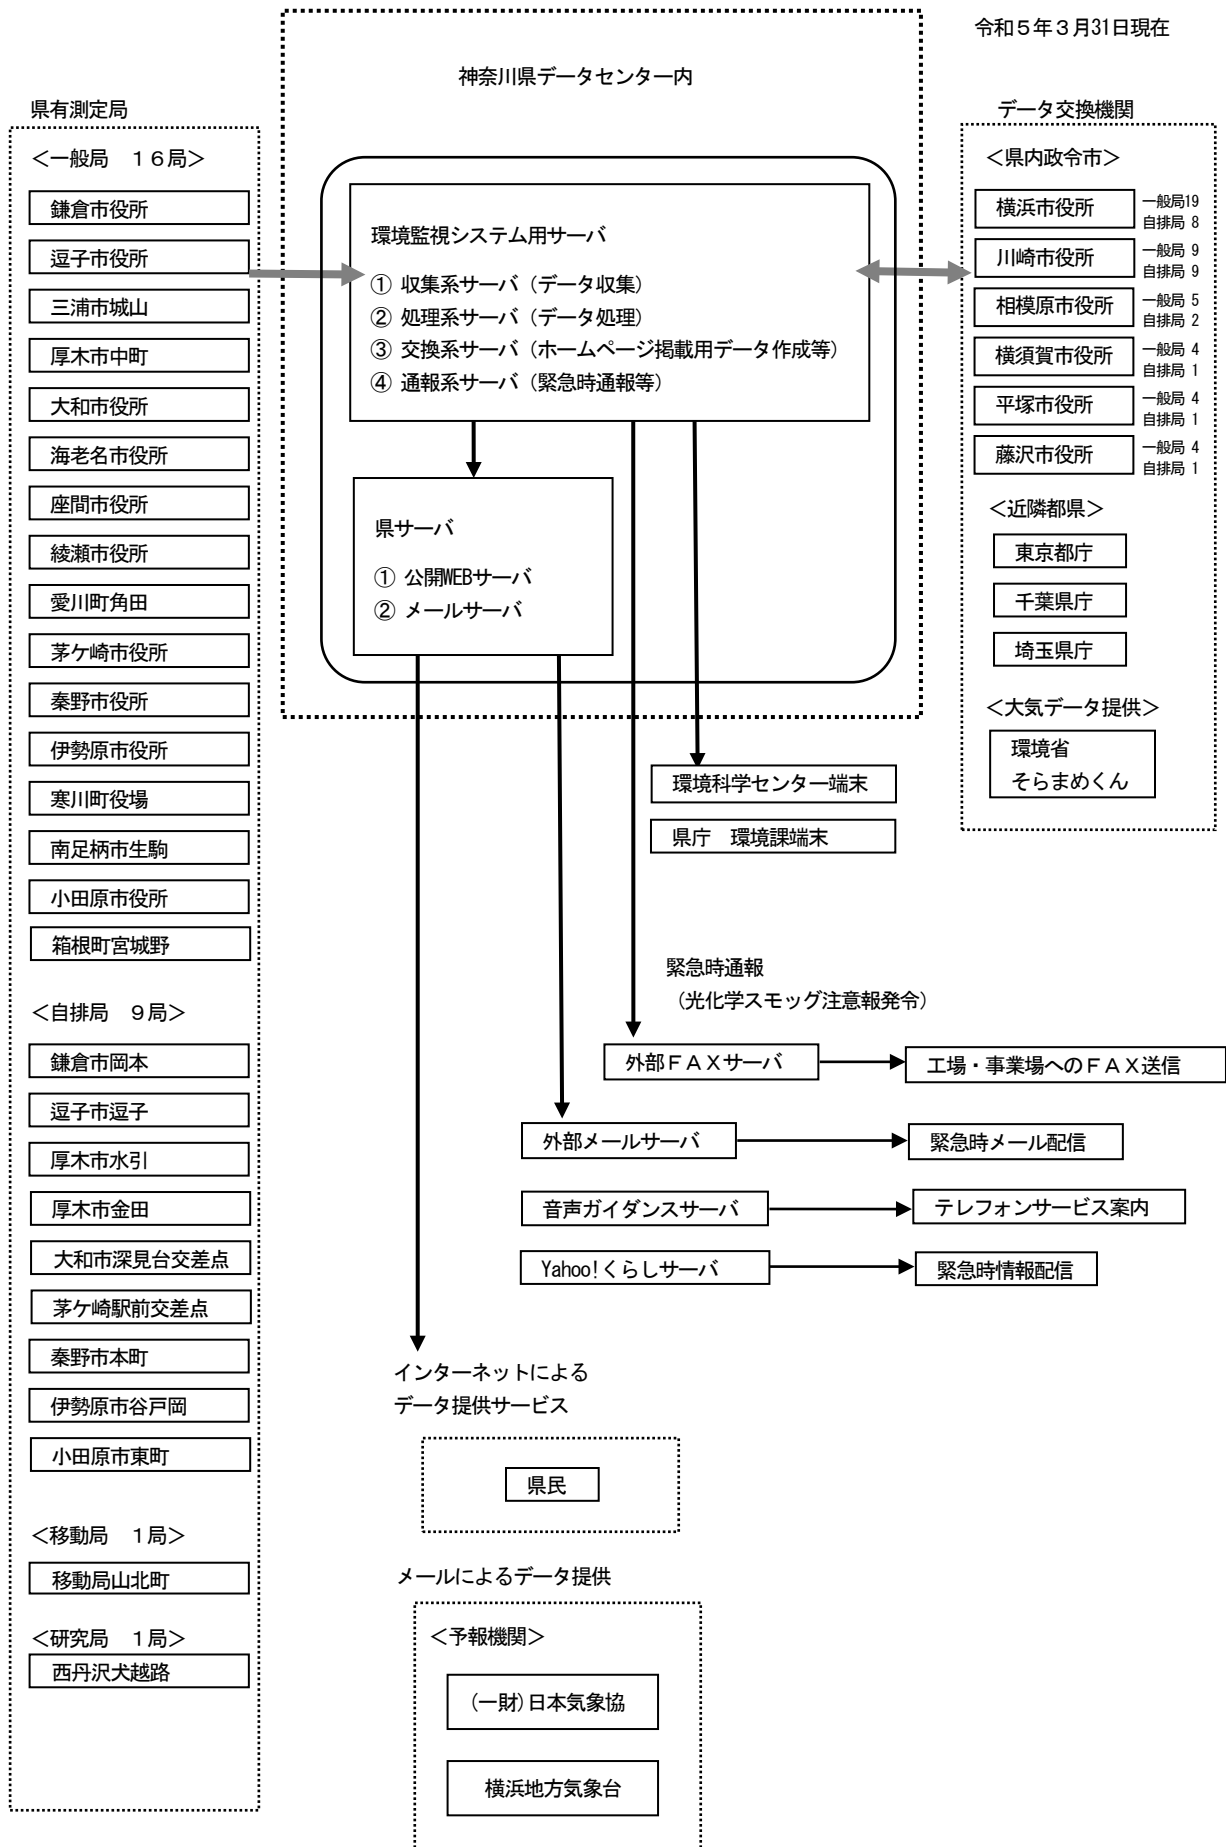 令和５年３月31日現在
神奈川県データセンター内
県有測定局
＜一般局　１６局＞
鎌倉市役所
逗子市役所
三浦市城山
厚木市中町
大和市役所
海老名市役所
座間市役所
綾瀬市役所
愛川町角田
茅ケ崎市役所
秦野市役所
伊勢原市役所
寒川町役場
南足柄市生駒
小田原市役所
箱根町宮城野
＜自排局　９局＞
鎌倉市岡本
逗子市逗子
厚木市水引
厚木市金田
大和市深見台交差点
茅ケ崎駅前交差点
秦野市本町
伊勢原市谷戸岡
小田原市東町
＜移動局　１局＞
移動局山北町
＜研究局　１局＞
西丹沢犬越路
環境監視システム用サーバ
① 収集系サーバ（データ収集）
② 処理系サーバ（データ処理）
③ 交換系サーバ（ホームページ掲載用データ作成等）
④ 通報系サーバ（緊急時通報等）
県サーバ
① 公開WEBサーバ
② メールサーバ
データ交換機関
＜県内政令市＞
横浜市役所
一般局19
自排局 8
川崎市役所
一般局 9
自排局 9
相模原市役所
一般局 5
自排局 2
横須賀市役所
一般局 4
自排局 1
平塚市役所
一般局 4
自排局 1
藤沢市役所
一般局 4
自排局 1
＜近隣都県＞
東京都庁
千葉県庁
埼玉県庁
＜大気データ提供＞
環境省
そらまめくん
環境科学センター端末
県庁　環境課端末
緊急時通報
（光化学スモッグ注意報発令）
外部ＦＡＸサーバ
工場・事業場へのＦＡＸ送信
外部メールサーバ
緊急時メール配信
音声ガイダンスサーバ
テレフォンサービス案内
Yahoo!くらしサーバ
緊急時情報配信
インターネットによる
データ提供サービス
県民
メールによるデータ提供
＜予報機関＞
(一財)日本気象協
横浜地方気象台